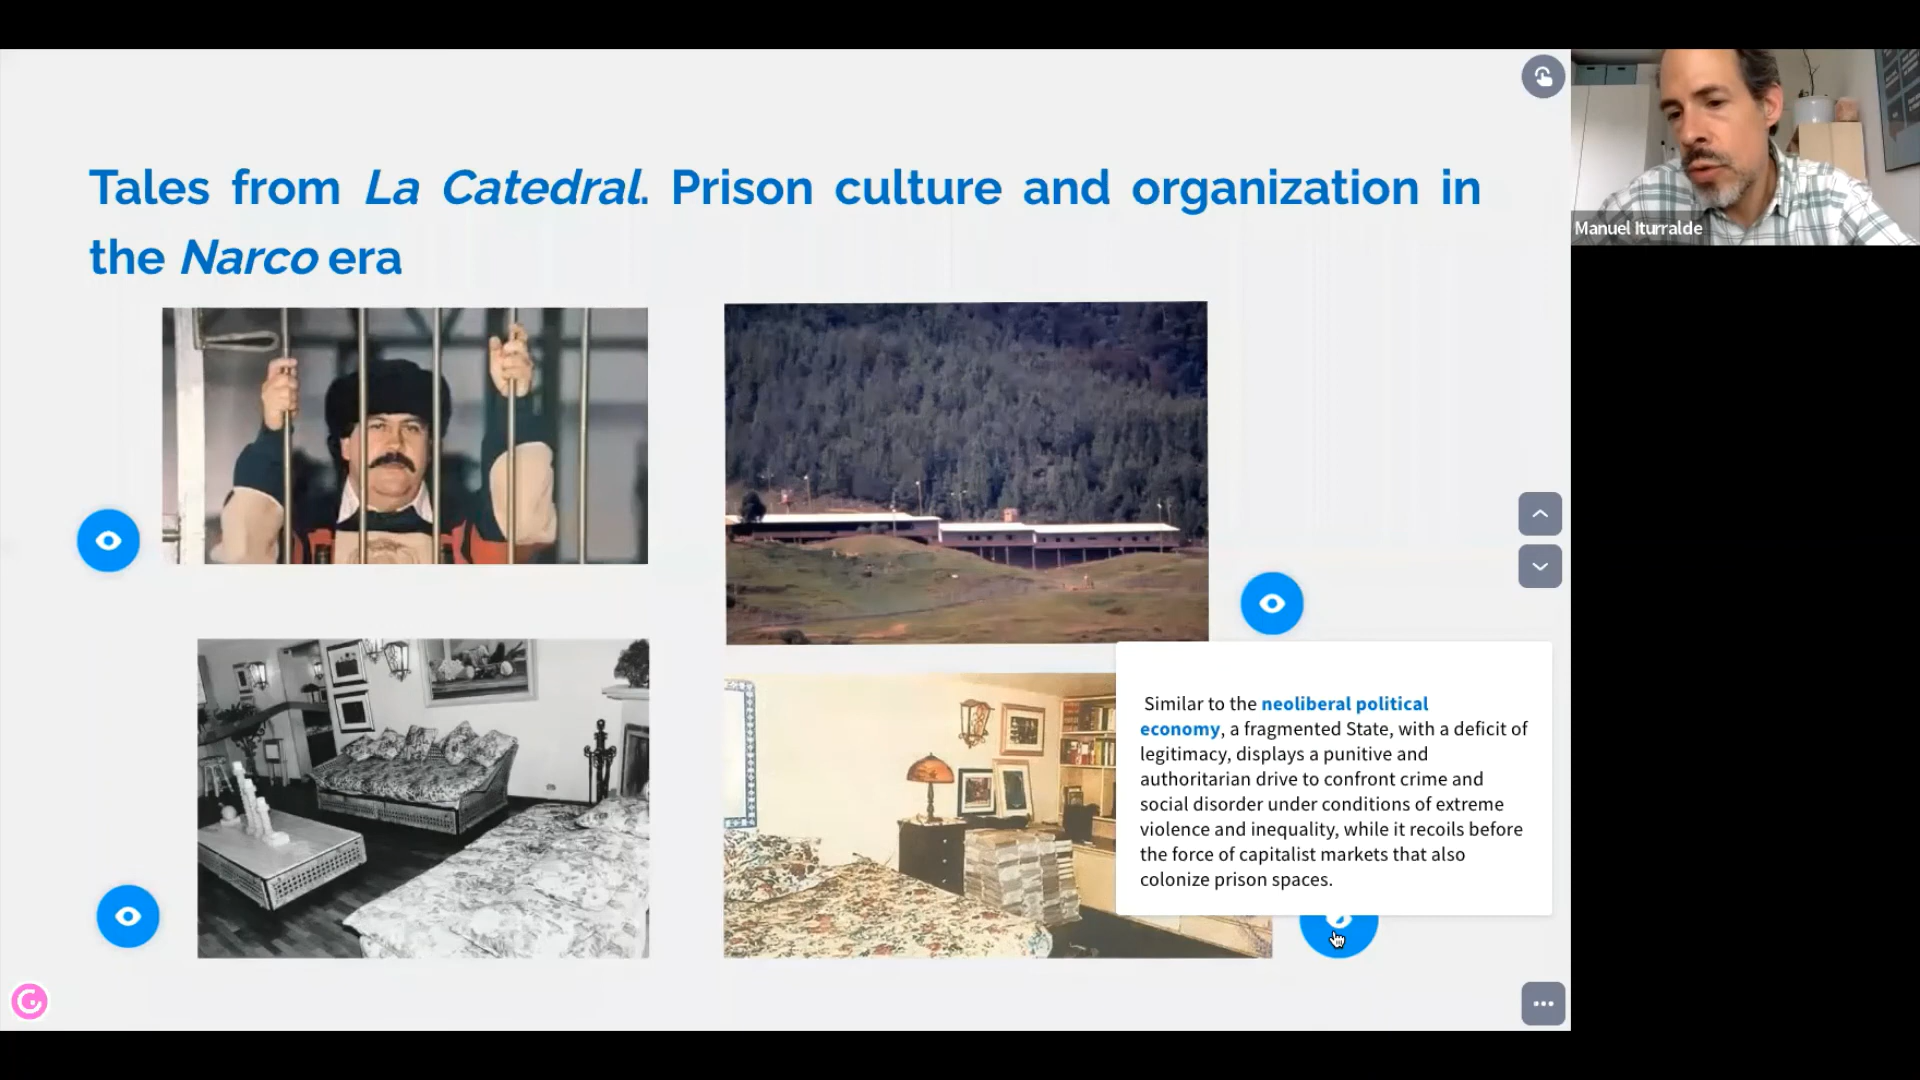 Tales from La Catedral. Prison culture and organization in
the Narco era
Manuel Iturralde
Similar to the neoliberal political
economy, a fragmented State, with a deficit of
legitimacy, displays a punitive and
authoritarian drive to confront crime and
social disorder under conditions of extreme
violence and inequality, while it recoils before
the force of capitalist markets that also
colonize prison spaces.